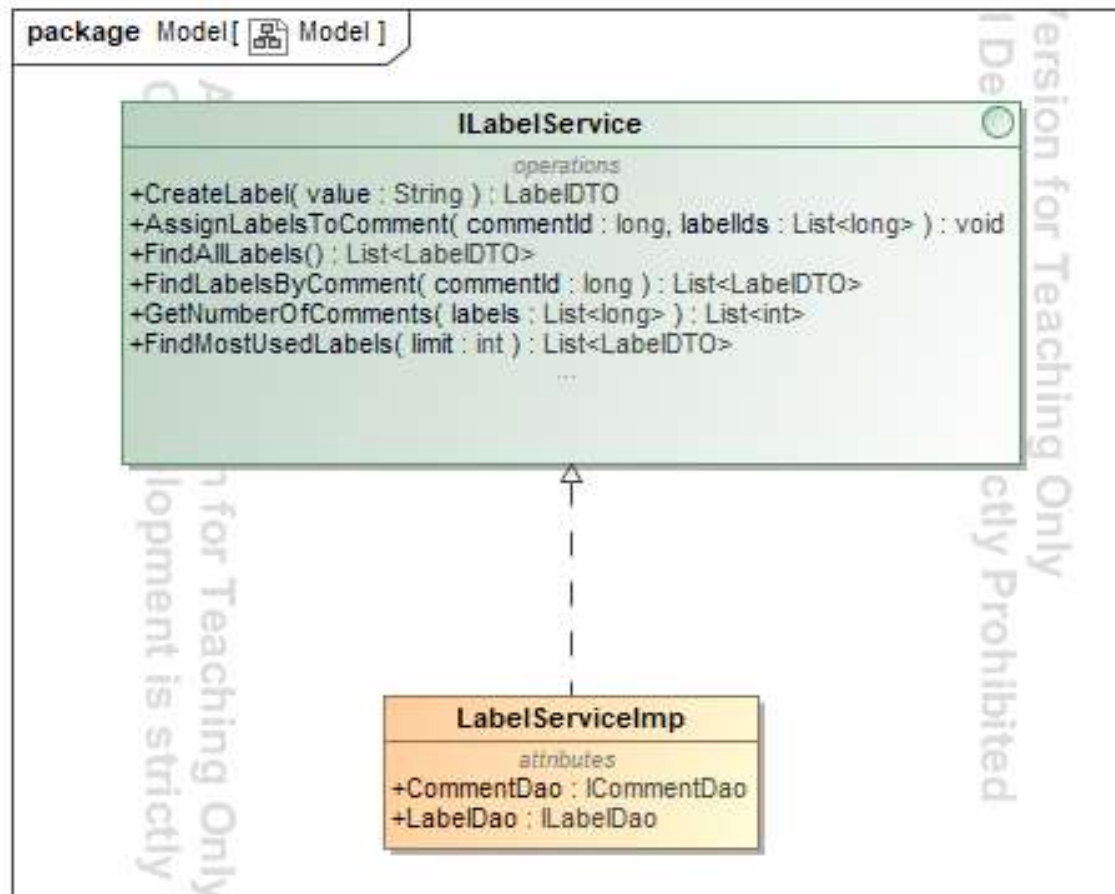 package Model[ Model ]
ILabelService
operations
+CreateLabel( value : String ) : LabelDTO
+AssignLabelsToComment( commentId : long, labelIds : List<long> ) : void
+FindAllLabels() : List<LabelDTO>
+FindLabelsByComment( commentId : long ) : List<LabelDTO>
+GetNumberOfComments( labels : List<long> ) : List<int>
+FindMostUsedLabels( limit : int ) : List<LabelDTO>
...
LabelServiceImp
attributes
+CommentDao : ICommentDao
+LabelDao : ILabelDao
for Teaching Only
is strictly
Version for Teaching Only
Prohibited